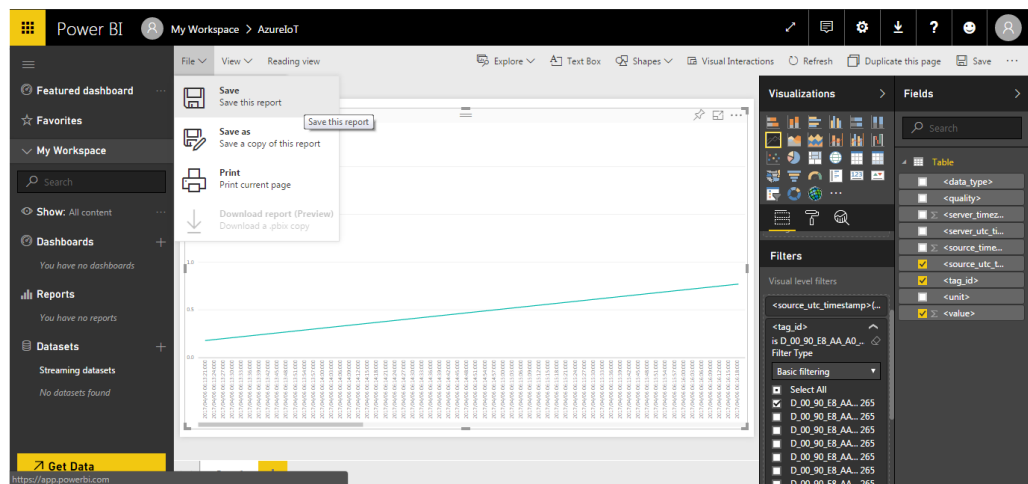 Power BI
My Workspace > AzureIoT
?
File
View
Reading view
Explore
Text Box
Shapes
Visual Interactions
Refresh
Duplicate this page
Save
...
Featured dashboard
Favorites
My Workspace
Search
Show: All content
Dashboards
You have no dashboards
Reports
You have no reports
Datasets
Streaming datasets
No datasets found
Get Data
https://app.powerbi.com
Save
Save this report
Save this report
Save as
Save a copy of this report
Print
Print current page
Download report (Preview)
Download a .pbix copy
1.0
0.5
0.0
Visualizations
Filters
Visual level filters
<source_utc_timestamp>(...
<tag_id>
is D_00_90_E8_AA_A0_..
Filter Type
Basic filtering
Select All
D_00_90_E8_AA... 265
D_00_90_E8_AA... 265
D_00_90_E8_AA... 265
D_00_90_E8_AA... 265
D_00_90_E8_AA... 265
D_00_90_E8_AA... 265
D_00_90_E8_AA... 265
Fields
Search
Table
<data_type>
<quality>
Σ <server_timez...
<server_utc_ti...
Σ <source_time...
<source_utc_t...
<tag_id>
<unit>
Σ <value>